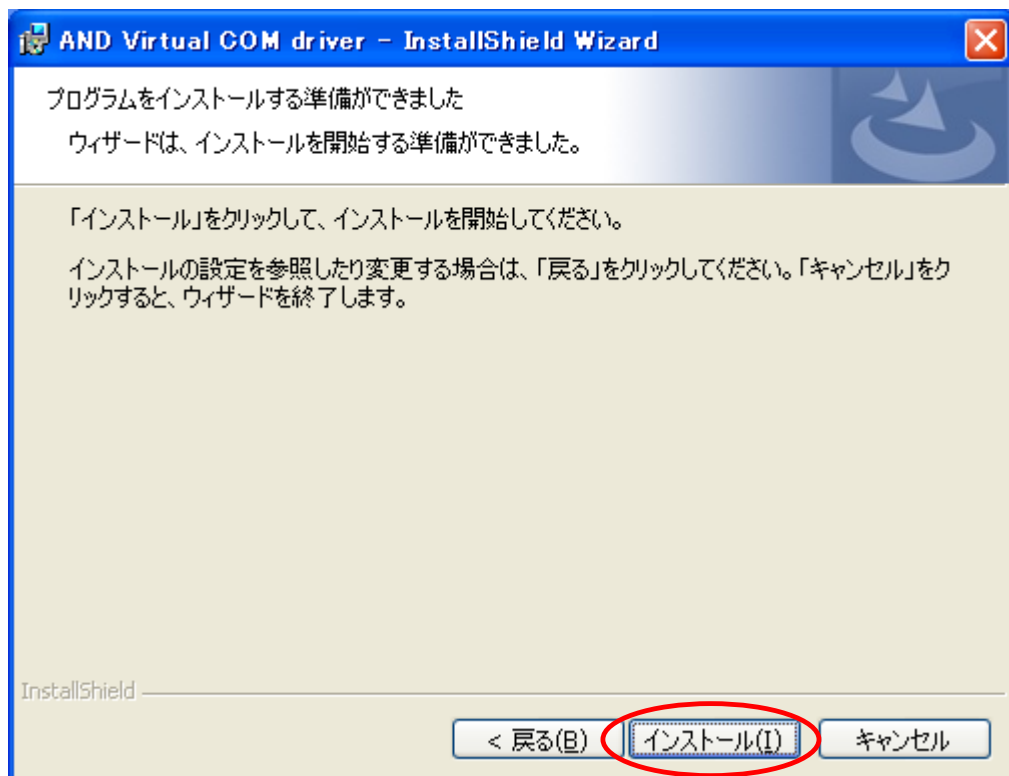 AND Virtual COM driver - InstallShield Wizard
プログラムをインストールする準備ができました
ウィザードは、インストールを開始する準備ができました。
「インストール」をクリックして、インストールを開始してください。
インストールの設定を参照したり変更する場合は、「戻る」をクリックしてください。「キャンセル」をク
リックすると、ウィザードを終了します。
InstallShield
< 戻る(B) インストール(I) キャンセル